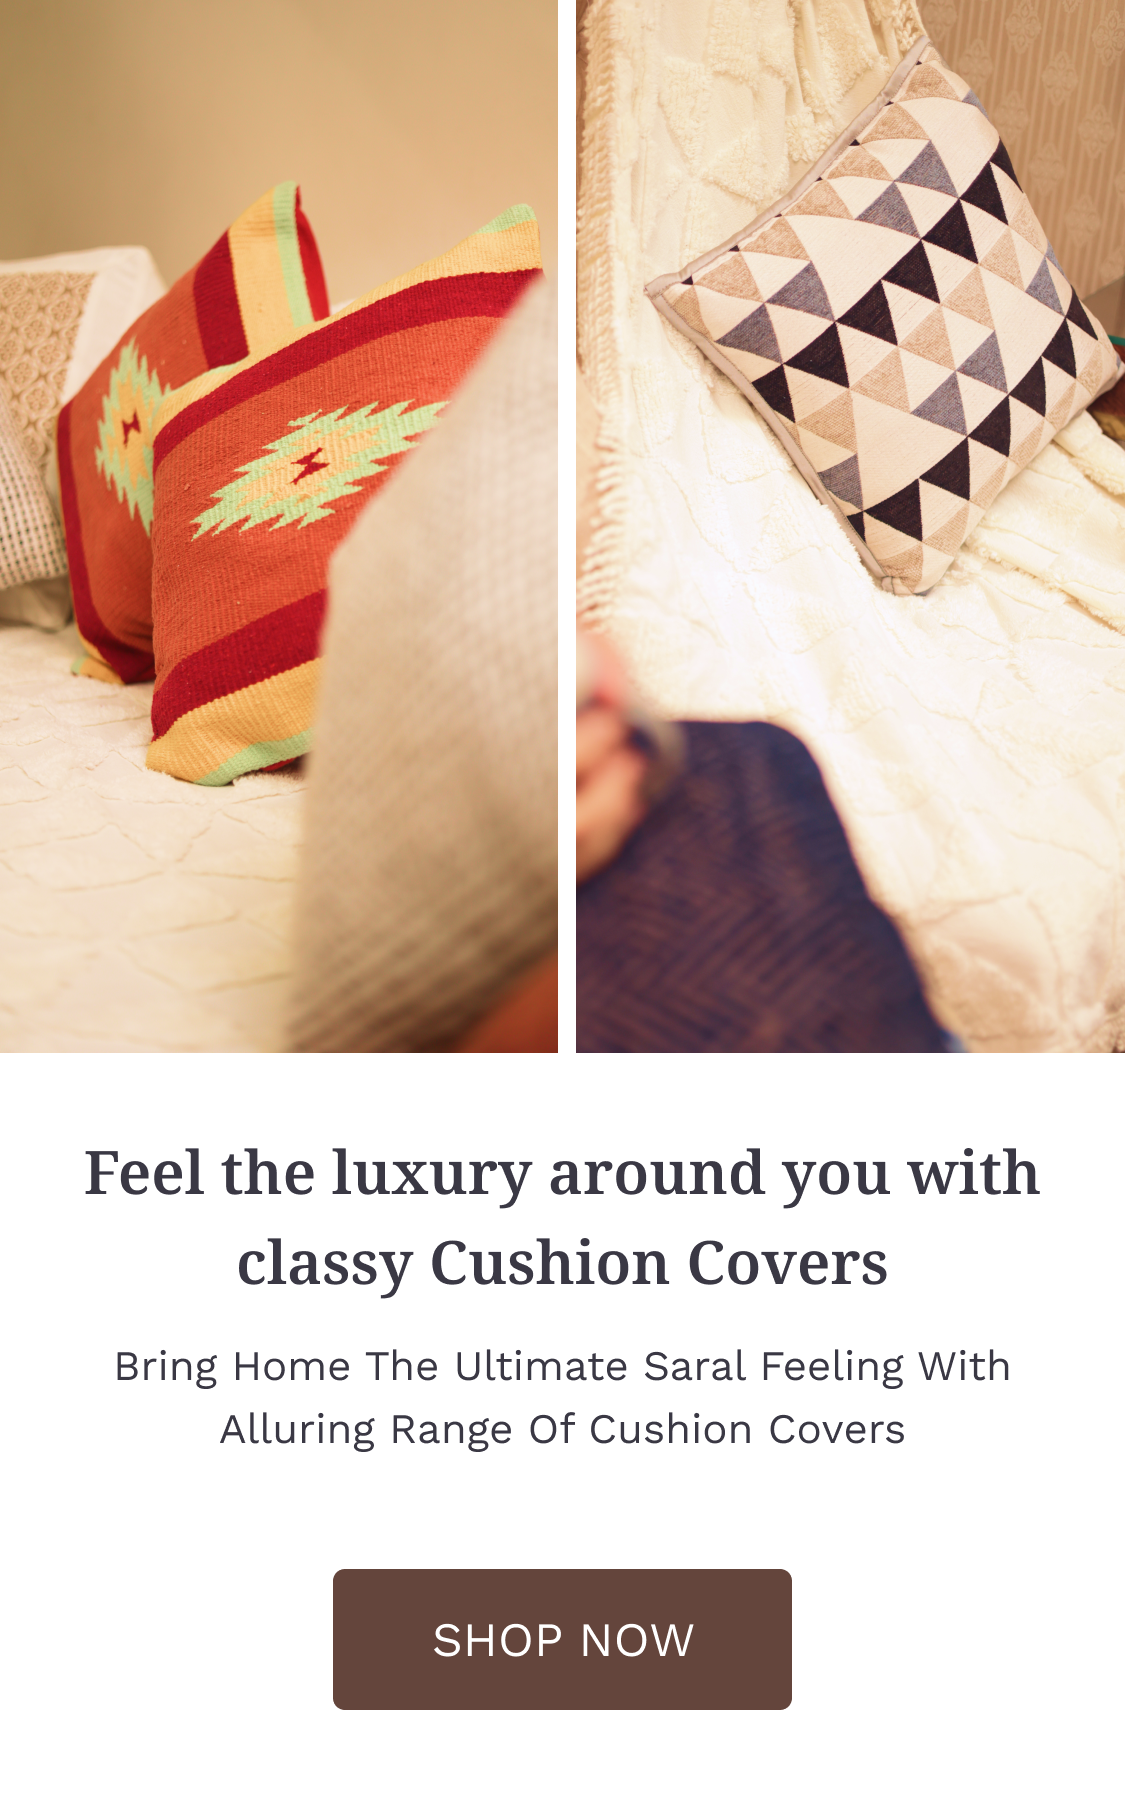 Feel the luxury around you with
classy Cushion Covers
Bring Home The Ultimate Saral Feeling With
Alluring Range Of Cushion Covers
SHOP NOW